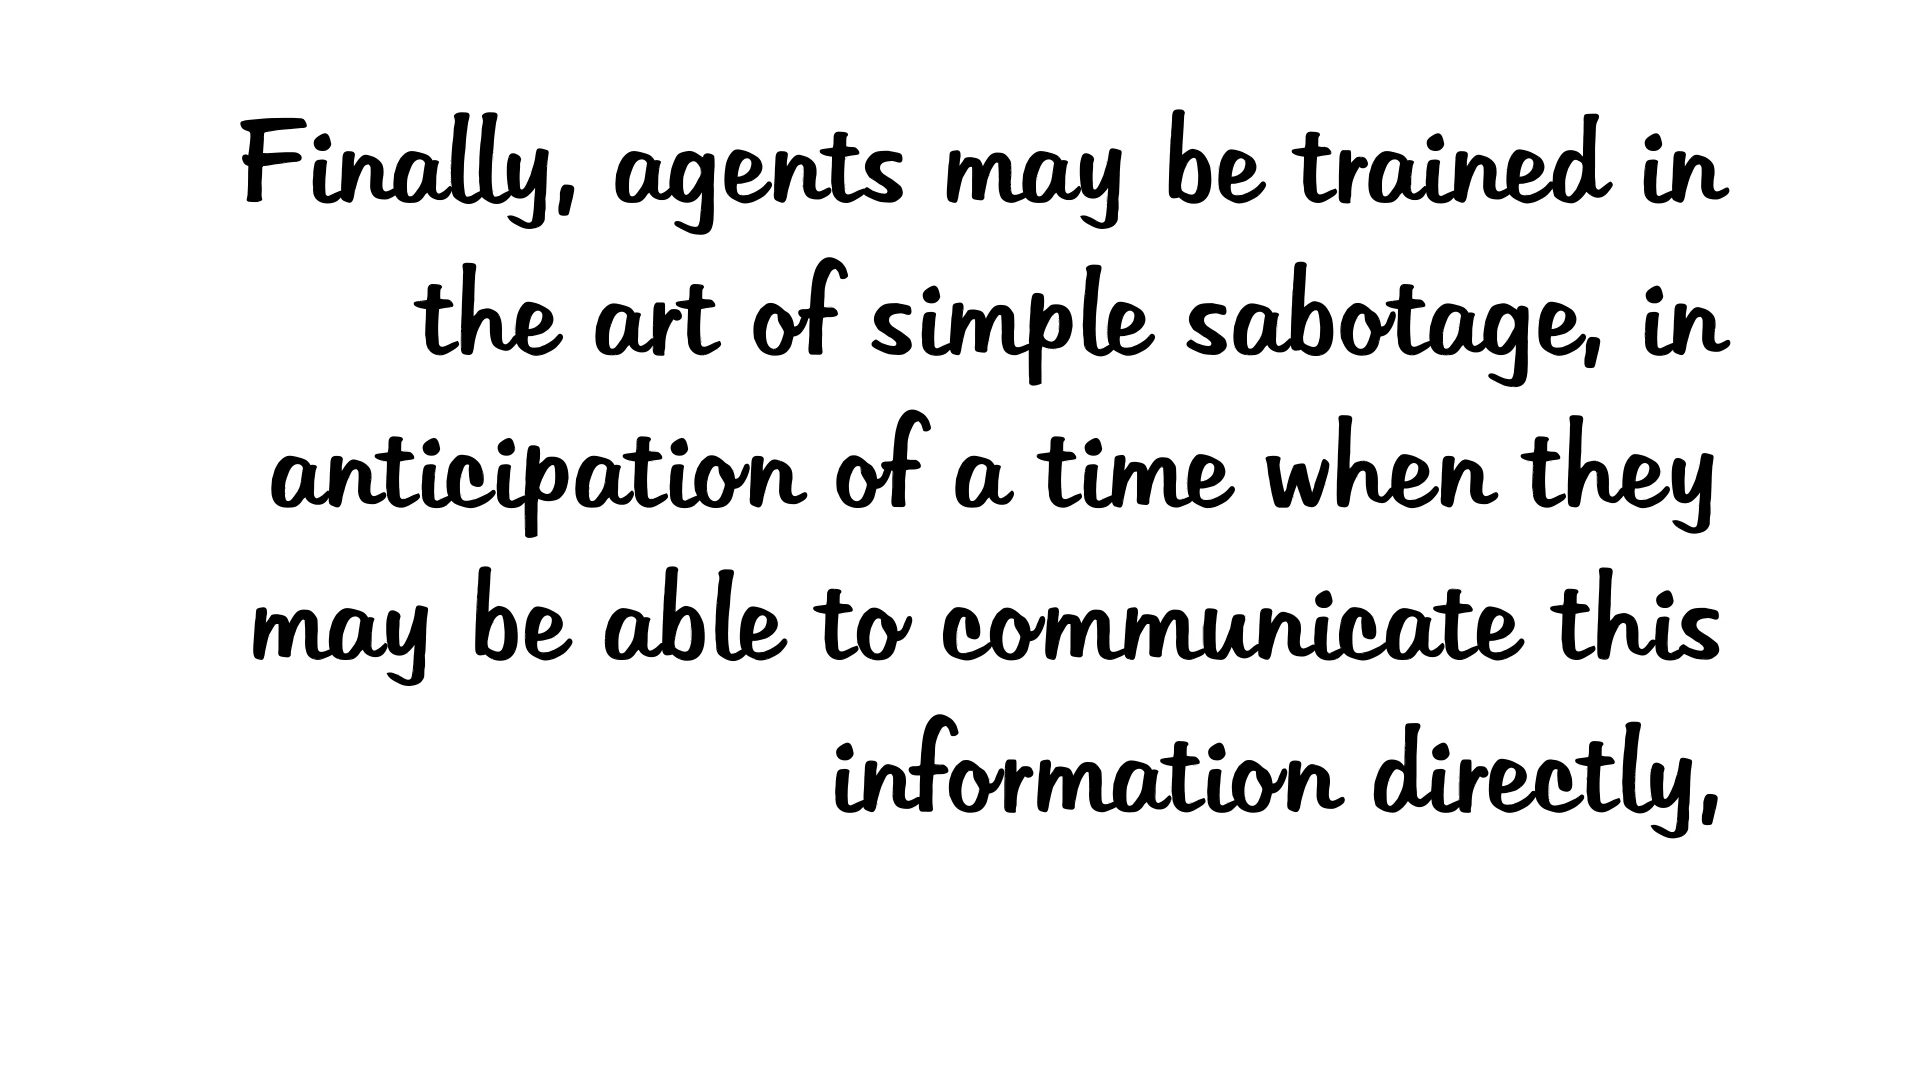 Finally, agents may be trained in
the art of simple sabotage, in
anticipation of a time when they
may be able to communicate this
information directly,